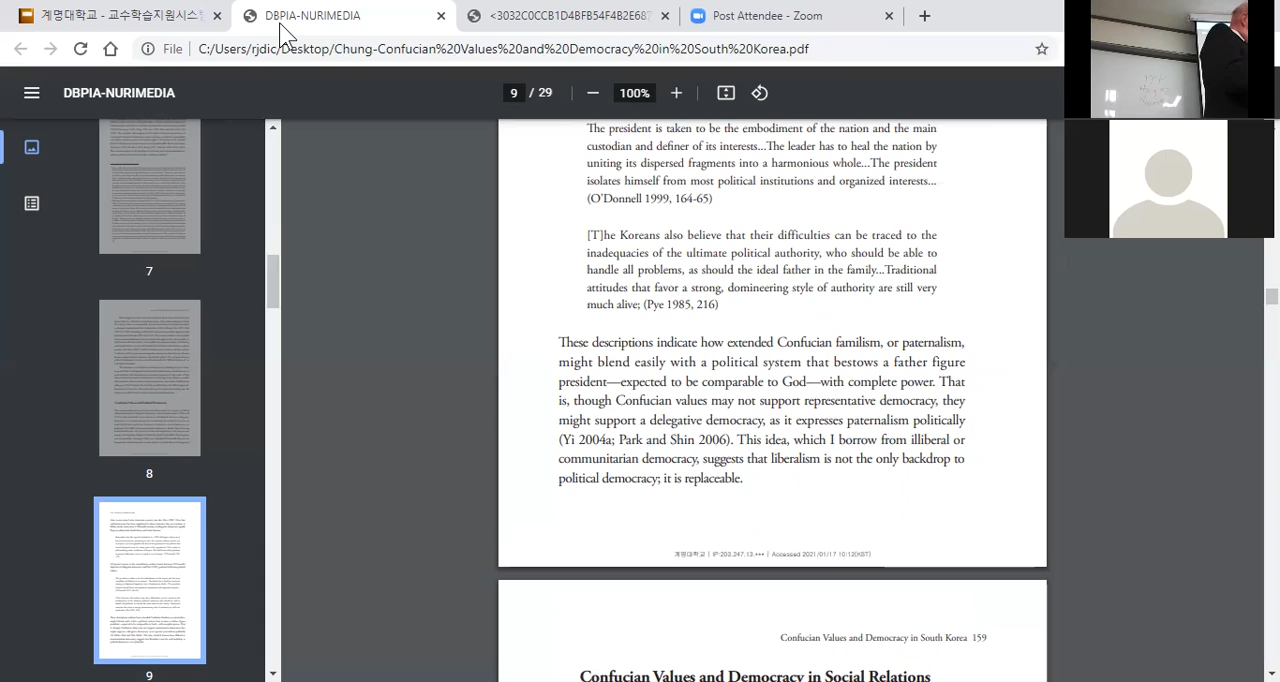 계명대학교 - 교수학습지원시스템
DBPIA-NURIMEDIA
<3032C0CCB1D4BFB54F4B2E687
Post Attendee - Zoom
File
C:/Users/rjdic/Desktop/Chung-Confucian%20Values%20and%20Democracy%20in%20South%20Korea.pdf
DBPIA-NURIMEDIA
9 / 29
100%
The president is taken to be the embodiment of the nation and the main
custodian and definer of its interests...The leader has to heal the nation by
uniting its dispersed fragments into a harmonious whole...The president
isolates himself from most political institutions and organized interests...
(O'Donnell 1999, 164-65)
[T]he Koreans also believe that their difficulties can be traced to the
inadequacies of the ultimate political authority, who should be able to
handle all problems, as should the ideal father in the family...Traditional
attitudes that favor a strong, domineering style of authority are still very
much alive; (Pye 1985, 216)
These descriptions indicate how extended Confucian familism, or paternalism,
might blend easily with a political system that bestows a father figure
president—expected to be comparable to God—with complete power. That
is, though Confucian values may not support representative democracy, they
might support a delegative democracy, as it expresses paternalism politically
(Yi 2004a; Park and Shin 2006). This idea, which I borrow from illiberal or
communitarian democracy, suggests that liberalism is not the only backdrop to
political democracy; it is replaceable.
계명대학교 | IP:203.247.13.••• | Accessed 2021/01/17 10:12(KST)
Confucian Values and Democracy in South Korea 159
Confucian Values and Democracy in Social Relations
7
8
9